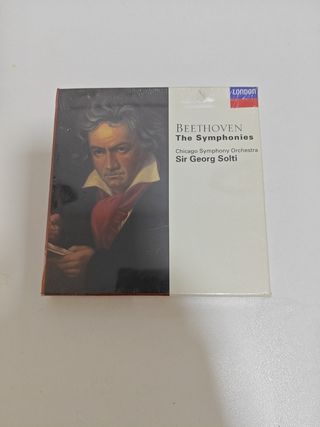 LONDON
BEETHOVEN
The Symphonies
Chicago Symphony Orchestra
Sir Georg Solti